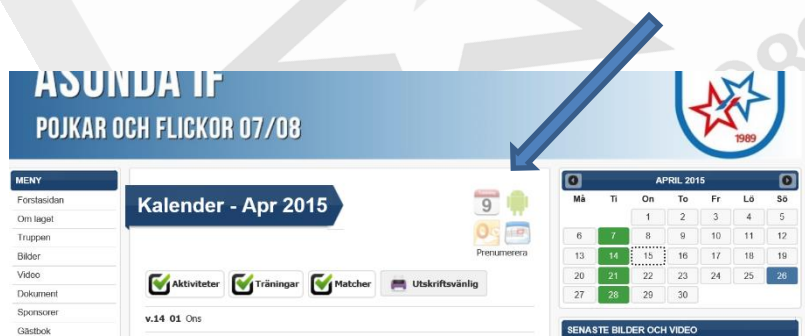 ÅSUNDA IF
POJKAR OCH FLICKOR 07/08
1989
MENY
Förstasidan
Om laget
Truppen
Bilder
Video
Dokument
Sponsorer
Gästbok
Kalender - Apr 2015
9
Prenumerera
Aktiviteter Träningar Matcher Utskriftsvänlig
v.14 01 Ons
APRIL 2015
Må Ti On To Fr Lö Sö
1 2 3 4 5
6 7 8 9 10 11 12
13 14 15 16 17 18 19
20 21 22 23 24 25 26
27 28 29 30
SENASTE BILDER OCH VIDEO